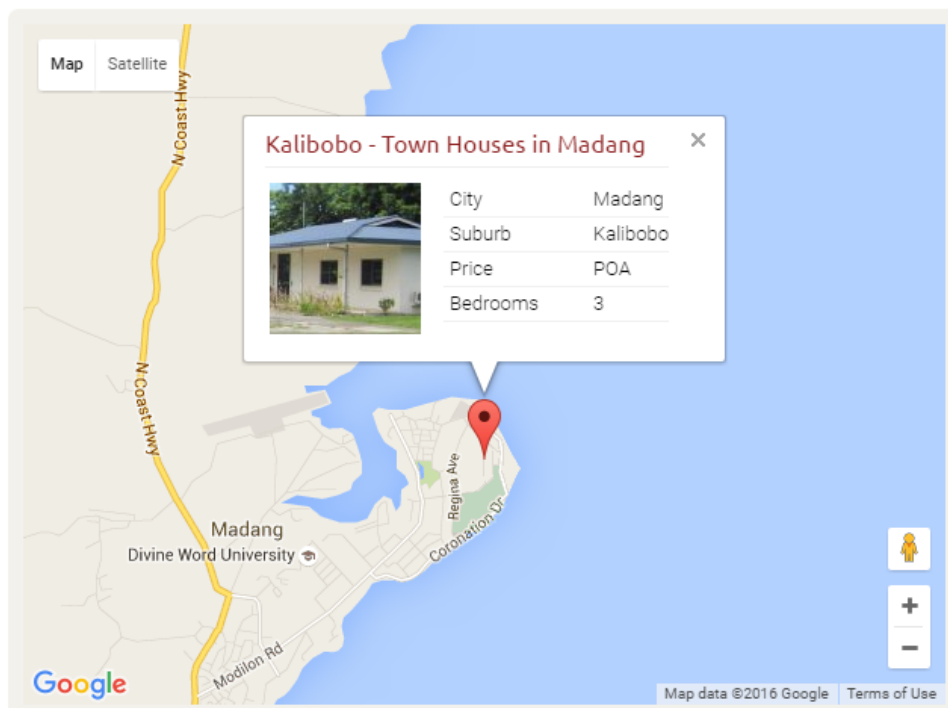 Map Satellite
N Coast Hwy
Kalibobo - Town Houses in Madang ×
City Madang
Suburb Kalibobo
Price POA
Bedrooms 3
N Coast Hwy
Regina Ave
Madang
Divine Word University
Coronation Dr
Modilon Rd
+
−
Google
Map data ©2016 Google Terms of Use